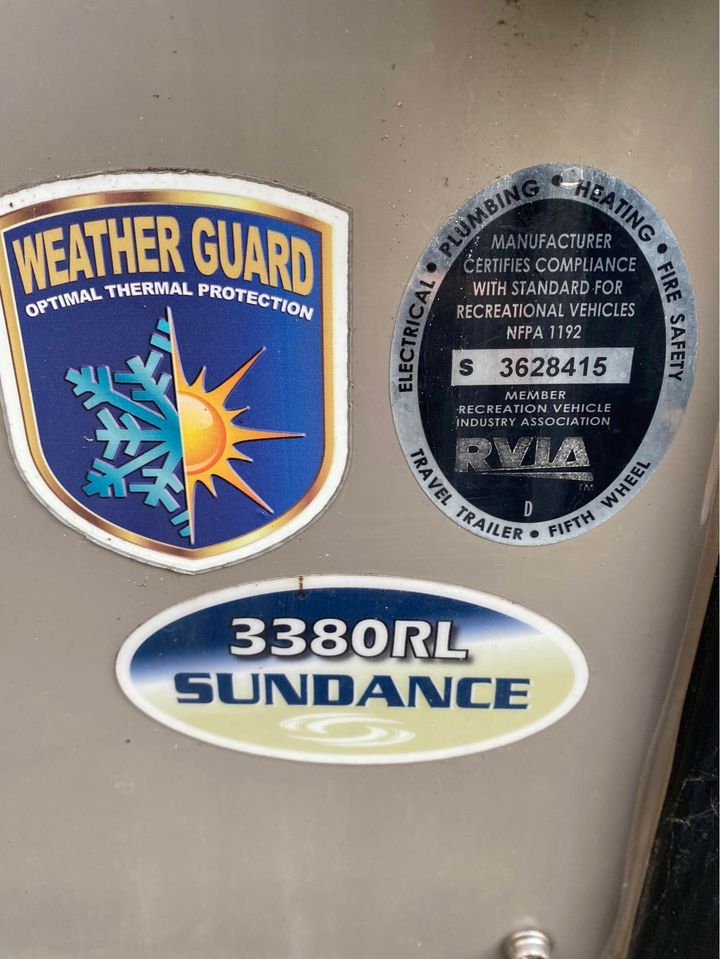 WEATHER GUARD
OPTIMAL THERMAL PROTECTION
ELECTRICAL • PLUMBING • HEATING • FIRE SAFETY
MANUFACTURER
CERTIFIES COMPLIANCE
WITH STANDARD FOR
RECREATIONAL VEHICLES
NFPA 1192
S 3628415
MEMBER
RECREATION VEHICLE
INDUSTRY ASSOCIATION
RVIA
TM
D
TRAVEL TRAILER • FIFTH WHEEL
3380RL
SUNDANCE